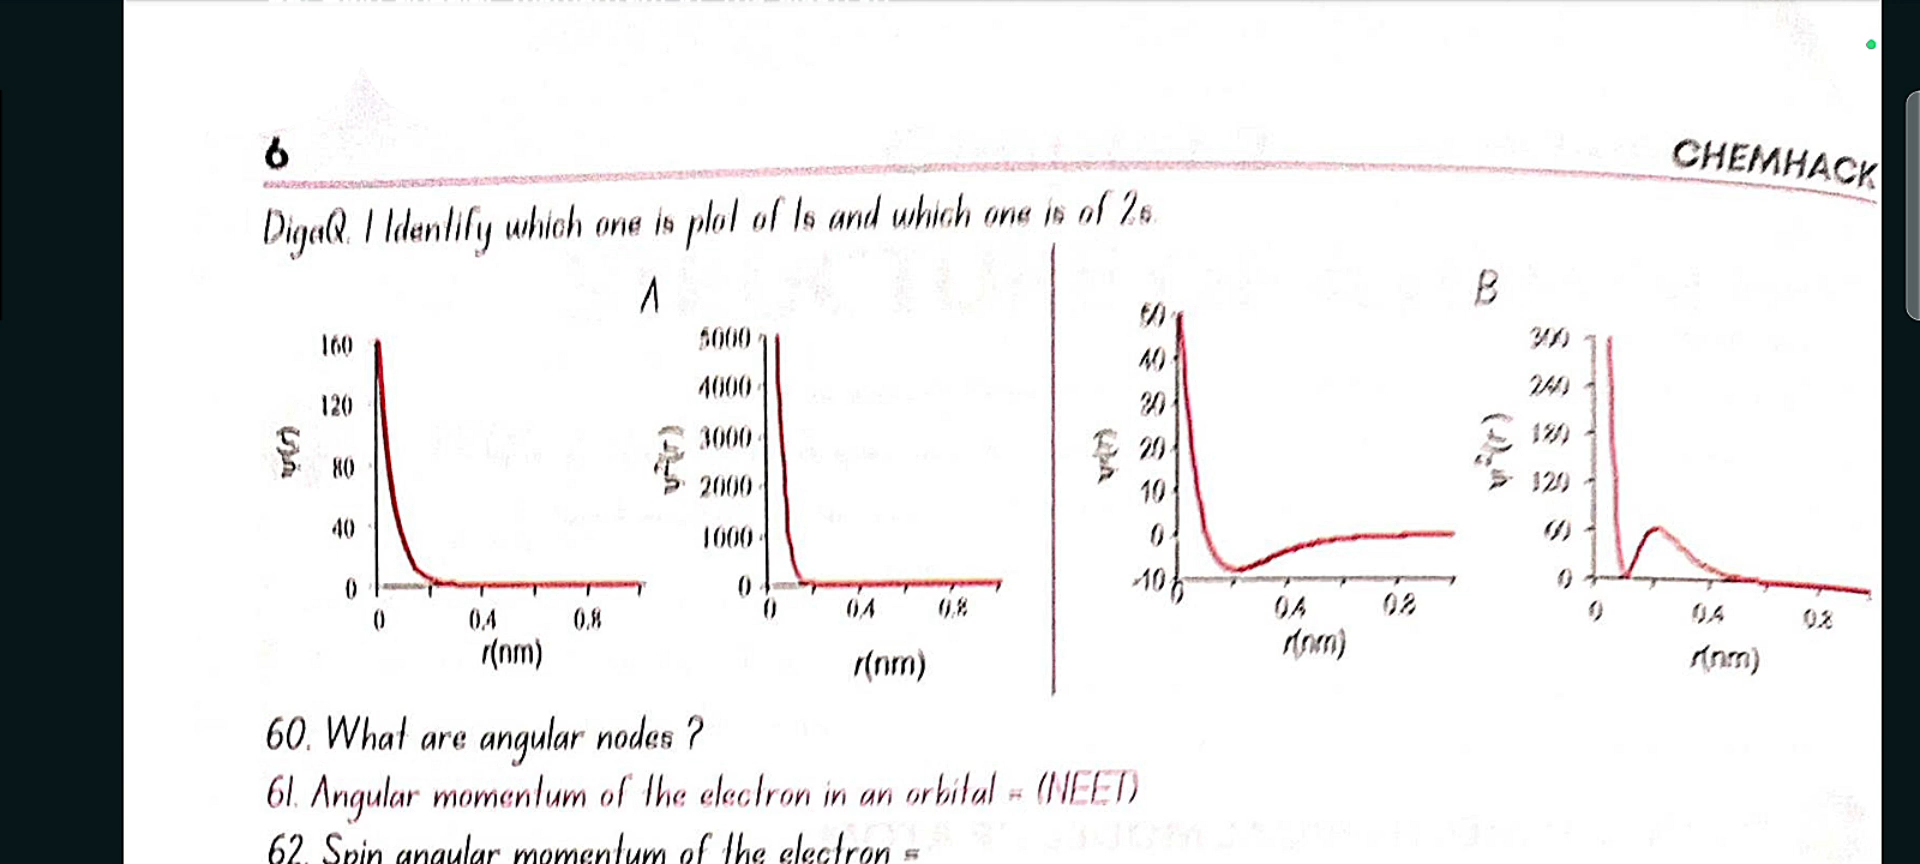 6
CHEMHACK
DigaQ. 1 Identify which one is plot of 1s and which one is of 2s.
A
B
160
120
80
40
0
0 0.4 0.8
r(nm)
5000
4000
3000
2000
1000
0
0 0.4 0.8
r(nm)
50
40
30
20
10
0
-10
0 0.4 0.8
r(nm)
300
240
180
120
60
0
0 0.4 0.8
r(nm)
60. What are angular nodes ?
61. Angular momentum of the electron in an orbital = (NEET)
62. Spin angular momentum of the electron =